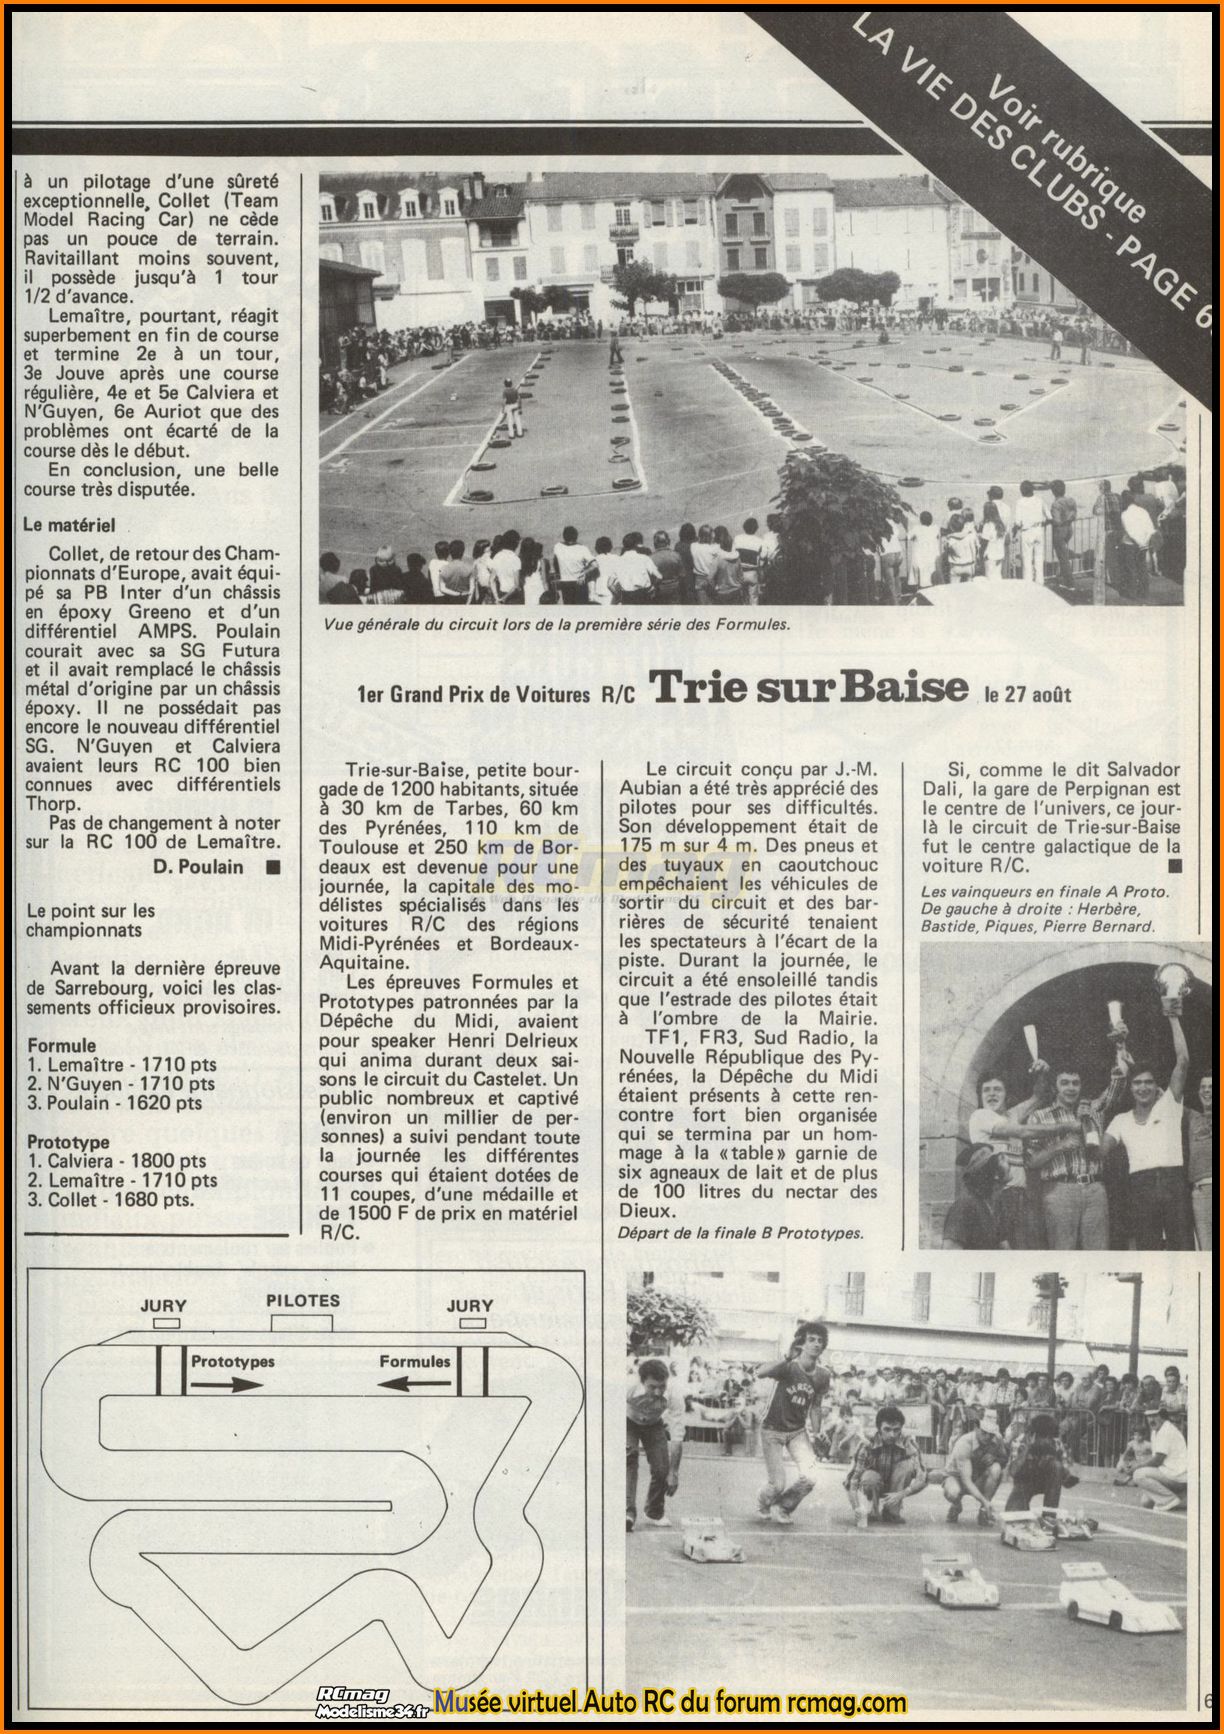 Voir rubrique
LA VIE DES CLUBS - PAGE 6
à un pilotage d'une sûreté
exceptionnelle, Collet (Team
Model Racing Car) ne cède
pas un pouce de terrain.
Ravitaillant moins souvent,
il possède jusqu'à 1 tour
1/2 d'avance.
Lemaître, pourtant, réagit
superbement en fin de course
et termine 2e à un tour,
3e Jouve après une course
régulière, 4e et 5e Calviera et
N'Guyen, 6e Auriot que des
problèmes ont écarté de la
course dès le début.
En conclusion, une belle
course très disputée.
Le matériel
Collet, de retour des Cham-
pionnats d'Europe, avait équi-
pé sa PB Inter d'un châssis
en époxy Greeno et d'un
différentiel AMPS. Poulain
courait avec sa SG Futura
et il avait remplacé le châssis
métal d'origine par un châssis
époxy. Il ne possédait pas
encore le nouveau différentiel
SG. N'Guyen et Calviera
avaient leurs RC 100 bien
connues avec différentiels
Thorp.
Pas de changement à noter
sur la RC 100 de Lemaître.
D. Poulain ■
Le point sur les
championnats
Avant la dernière épreuve
de Sarrebourg, voici les clas-
sements officieux provisoires.
Formule
1. Lemaître - 1710 pts
2. N'Guyen - 1710 pts
3. Poulain - 1620 pts
Prototype
1. Calviera - 1800 pts
2. Lemaître - 1710 pts
3. Collet - 1680 pts.
Vue générale du circuit lors de la première série des Formules.
1er Grand Prix de Voitures R/C Trie sur Baise le 27 août
Trie-sur-Baise, petite bour-
gade de 1200 habitants, située
à 30 km de Tarbes, 60 km
des Pyrénées, 110 km de
Toulouse et 250 km de Bor-
deaux est devenue pour une
journée, la capitale des mo-
délistes spécialisés dans les
voitures R/C des régions
Midi-Pyrénées et Bordeaux-
Aquitaine.
Les épreuves Formules et
Prototypes patronnées par la
Dépêche du Midi, avaient
pour speaker Henri Delrieux
qui anima durant deux sai-
sons le circuit du Castelet. Un
public nombreux et captivé
(environ un millier de per-
sonnes) a suivi pendant toute
la journée les différentes
courses qui étaient dotées de
11 coupes, d'une médaille et
de 1500 F de prix en matériel
R/C.
Le circuit conçu par J.-M.
Aubian a été très apprécié des
pilotes pour ses difficultés.
Son développement était de
175 m sur 4 m. Des pneus et
des tuyaux en caoutchouc
empêchaient les véhicules de
sortir du circuit et des bar-
rières de sécurité tenaient
les spectateurs à l'écart de la
piste. Durant la journée, le
circuit a été ensoleillé tandis
que l'estrade des pilotes était
à l'ombre de la Mairie.
TF1, FR3, Sud Radio, la
Nouvelle République des Py-
rénées, la Dépêche du Midi
étaient présents à cette ren-
contre fort bien organisée
qui se termina par un hom-
mage à la «table» garnie de
six agneaux de lait et de plus
de 100 litres du nectar des
Dieux.
Départ de la finale B Prototypes.
Si, comme le dit Salvador
Dali, la gare de Perpignan est
le centre de l'univers, ce jour-
là le circuit de Trie-sur-Baise
fut le centre galactique de la
voiture R/C. ■
Les vainqueurs en finale A Proto.
De gauche à droite : Herbère,
Bastide, Piques, Pierre Bernard.
JURY PILOTES JURY
Prototypes Formules
RCmag
RCmag
Modelisme34.fr
Musée virtuel Auto RC du forum rcmag.com
6